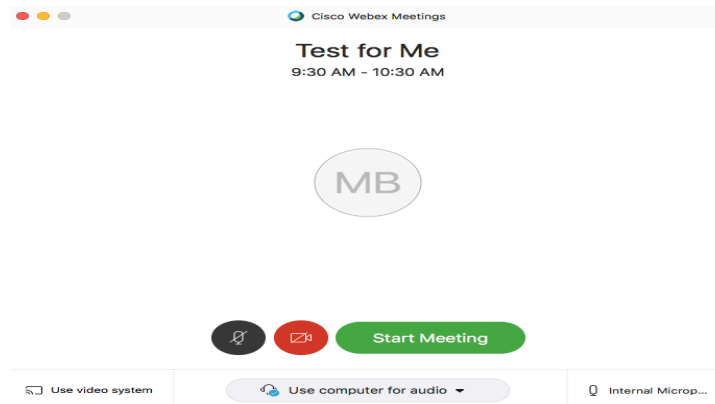 Cisco Webex Meetings
Test for Me
9:30 AM - 10:30 AM
MB
Start Meeting
Use video system
Use computer for audio
Internal Microp...